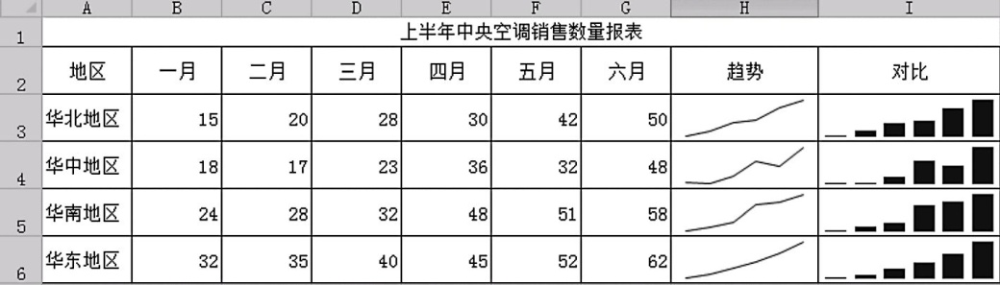 A B C D E F G H I
1 上半年中央空调销售数量报表
2 地区 一月 二月 三月 四月 五月 六月 趋势 对比
3 华北地区 15 20 28 30 42 50
4 华中地区 18 17 23 36 32 48
5 华南地区 24 28 32 48 51 58
6 华东地区 32 35 40 45 52 62